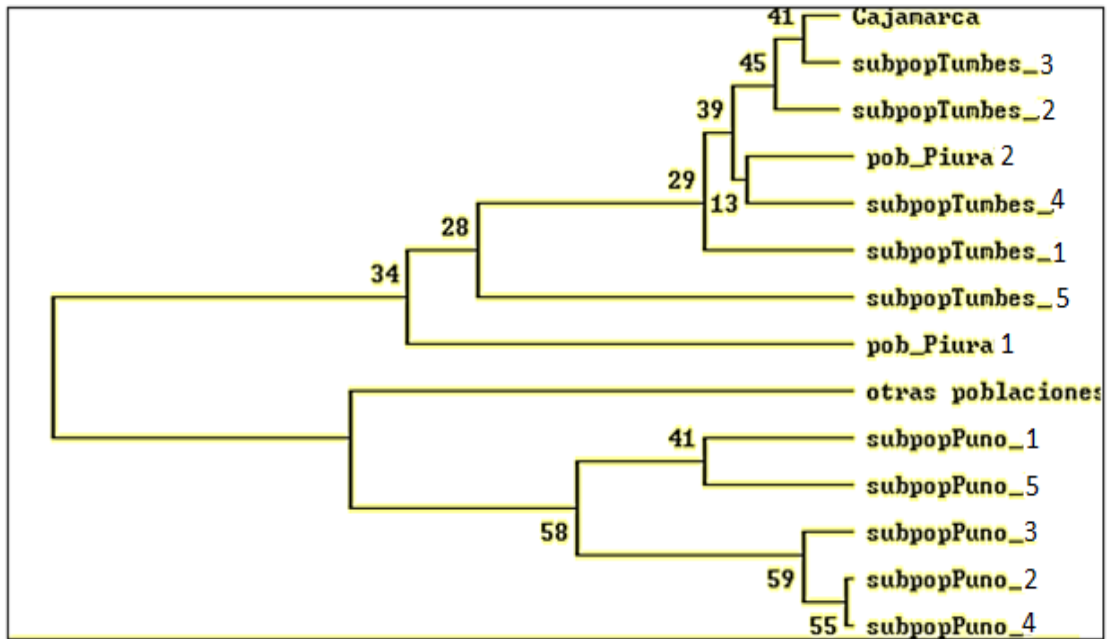 41 Cajamarca
45 subpopTumbes_3
subpopTumbes_2
39
pob_Piura 2
29
13 subpopTumbes_4
28
subpopTumbes_1
34
subpopTumbes_5
pob_Piura 1
otras poblaciones
41 subpopPuno_1
subpopPuno_5
58 subpopPuno_3
59 subpopPuno_2
55 subpopPuno_4